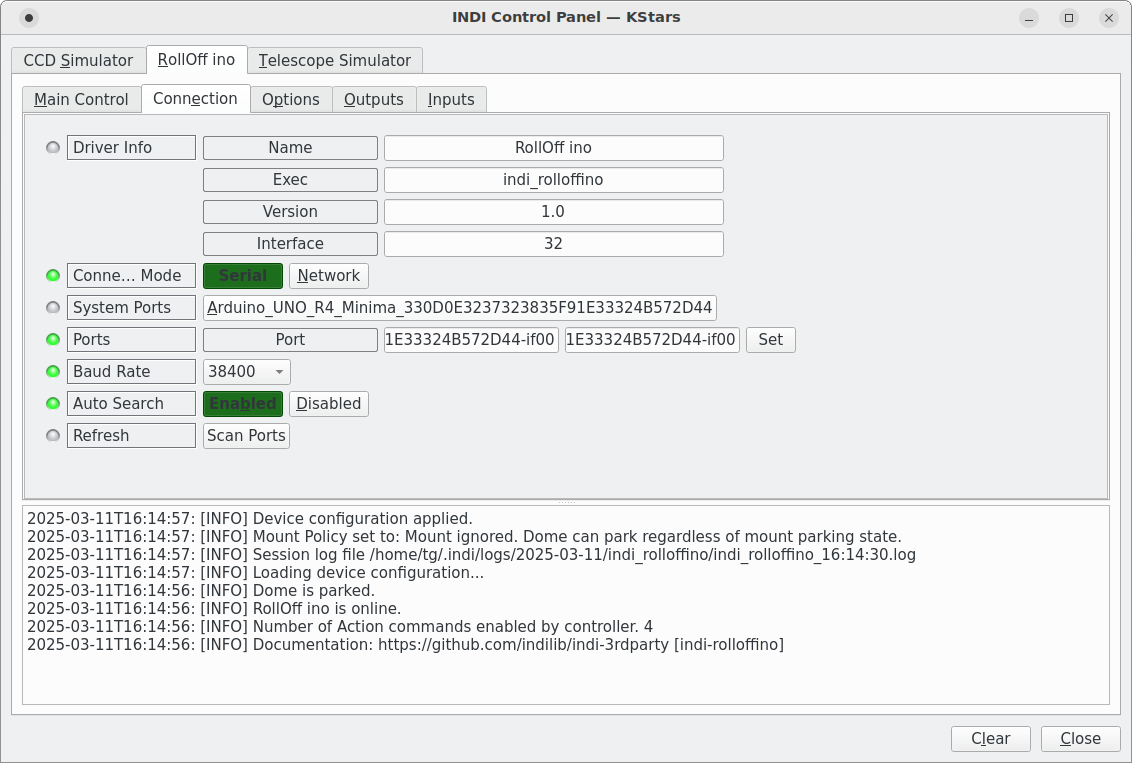 INDI Control Panel — KStars
CCD Simulator RollOff ino Telescope Simulator
Main Control Connection Options Outputs Inputs
Driver Info Name RollOff ino
Exec indi_rolloffino
Version 1.0
Interface 32
Conne... Mode Serial Network
System Ports Arduino_UNO_R4_Minima_330D0E3237323835F91E33324B572D44
Ports Port 1E33324B572D44-if00 1E33324B572D44-if00 Set
Baud Rate 38400
Auto Search Enabled Disabled
Refresh Scan Ports
2025-03-11T16:14:57: [INFO] Device configuration applied.
2025-03-11T16:14:57: [INFO] Mount Policy set to: Mount ignored. Dome can park regardless of mount parking state.
2025-03-11T16:14:57: [INFO] Session log file /home/tg/.indi/logs/2025-03-11/indi_rolloffino/indi_rolloffino_16:14:30.log
2025-03-11T16:14:57: [INFO] Loading device configuration...
2025-03-11T16:14:56: [INFO] Dome is parked.
2025-03-11T16:14:56: [INFO] RollOff ino is online.
2025-03-11T16:14:56: [INFO] Number of Action commands enabled by controller. 4
2025-03-11T16:14:56: [INFO] Documentation: https://github.com/indilib/indi-3rdparty [indi-rolloffino]
Clear Close